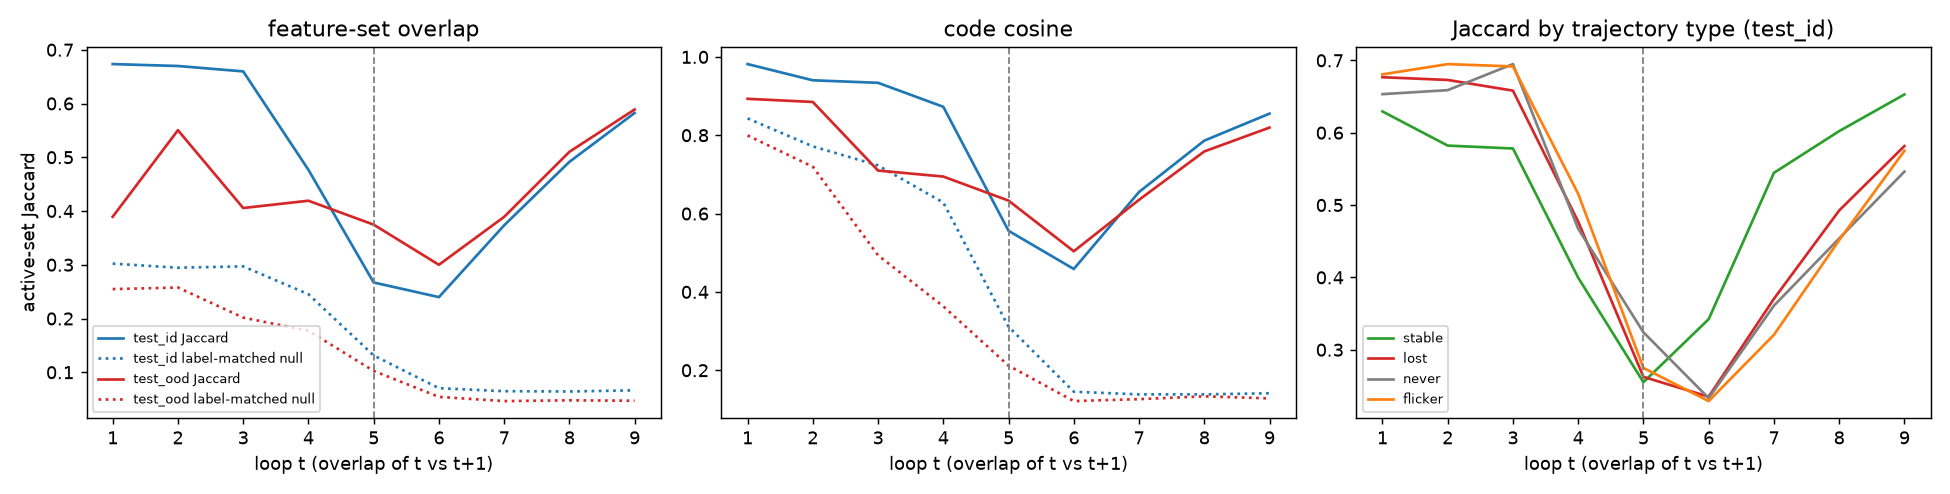 feature-set overlap
active-set Jaccard
0.7
0.6
0.5
0.4
0.3
0.2
0.1
test_id Jaccard
test_id label-matched null
test_ood Jaccard
test_ood label-matched null
1 2 3 4 5 6 7 8 9
loop t (overlap of t vs t+1)
code cosine
1.0
0.8
0.6
0.4
0.2
1 2 3 4 5 6 7 8 9
loop t (overlap of t vs t+1)
Jaccard by trajectory type (test_id)
0.7
0.6
0.5
0.4
0.3
stable
lost
never
flicker
1 2 3 4 5 6 7 8 9
loop t (overlap of t vs t+1)